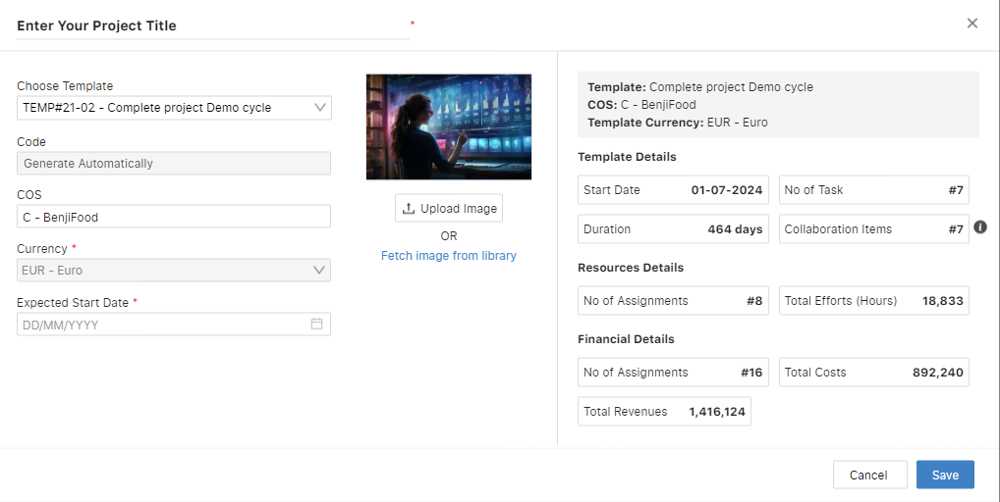 Enter Your Project Title *
Choose Template
TEMP#21-02 - Complete project Demo cycle
Code
Generate Automatically
COS
C - BenjiFood
Currency *
EUR - Euro
Expected Start Date *
DD/MM/YYYY
Upload Image
OR
Fetch image from library
Template: Complete project Demo cycle
COS: C - BenjiFood
Template Currency: EUR - Euro
Template Details
Start Date 01-07-2024
No of Task #7
Duration 464 days
Collaboration Items #7
Resources Details
No of Assignments #8
Total Efforts (Hours) 18,833
Financial Details
No of Assignments #16
Total Costs 892,240
Total Revenues 1,416,124
Cancel
Save